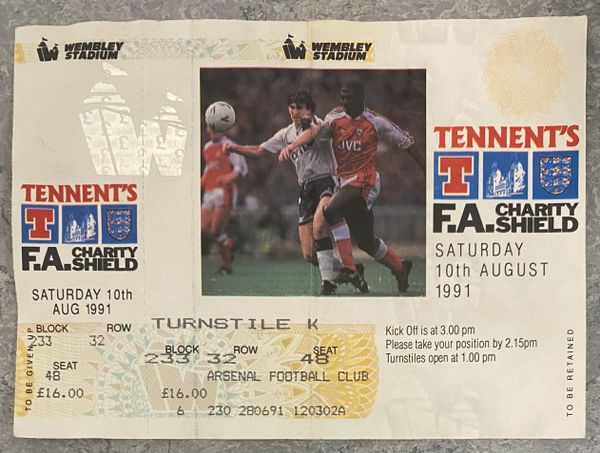 WEMBLEY
STADIUM
WEMBLEY
STADIUM
JVC
TENNENT'S
T
F.A. CHARITY
SHIELD
SATURDAY 10th
AUG 1991
BLOCK ROW
233 32
SEAT
48
£16.00
TO BE GIVEN UP
TURNSTILE K
BLOCK ROW SEAT
233 32 48
ARSENAL FOOTBALL CLUB
£16.00
6 230 280691 120302A
TENNENT'S
T
F.A. CHARITY
SHIELD
SATURDAY
10th AUGUST
1991
Kick Off is at 3.00 pm
Please take your position by 2.15pm
Turnstiles open at 1.00 pm
TO BE RETAINED